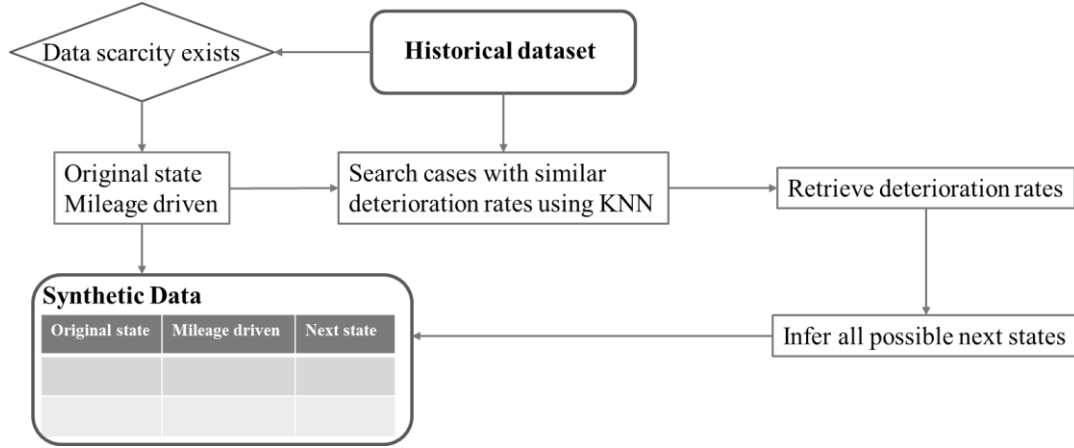 Data scarcity exists
Historical dataset
Original state
Mileage driven
Search cases with similar
deterioration rates using KNN
Retrieve deterioration rates
Infer all possible next states
Synthetic Data
Original state Mileage driven Next state